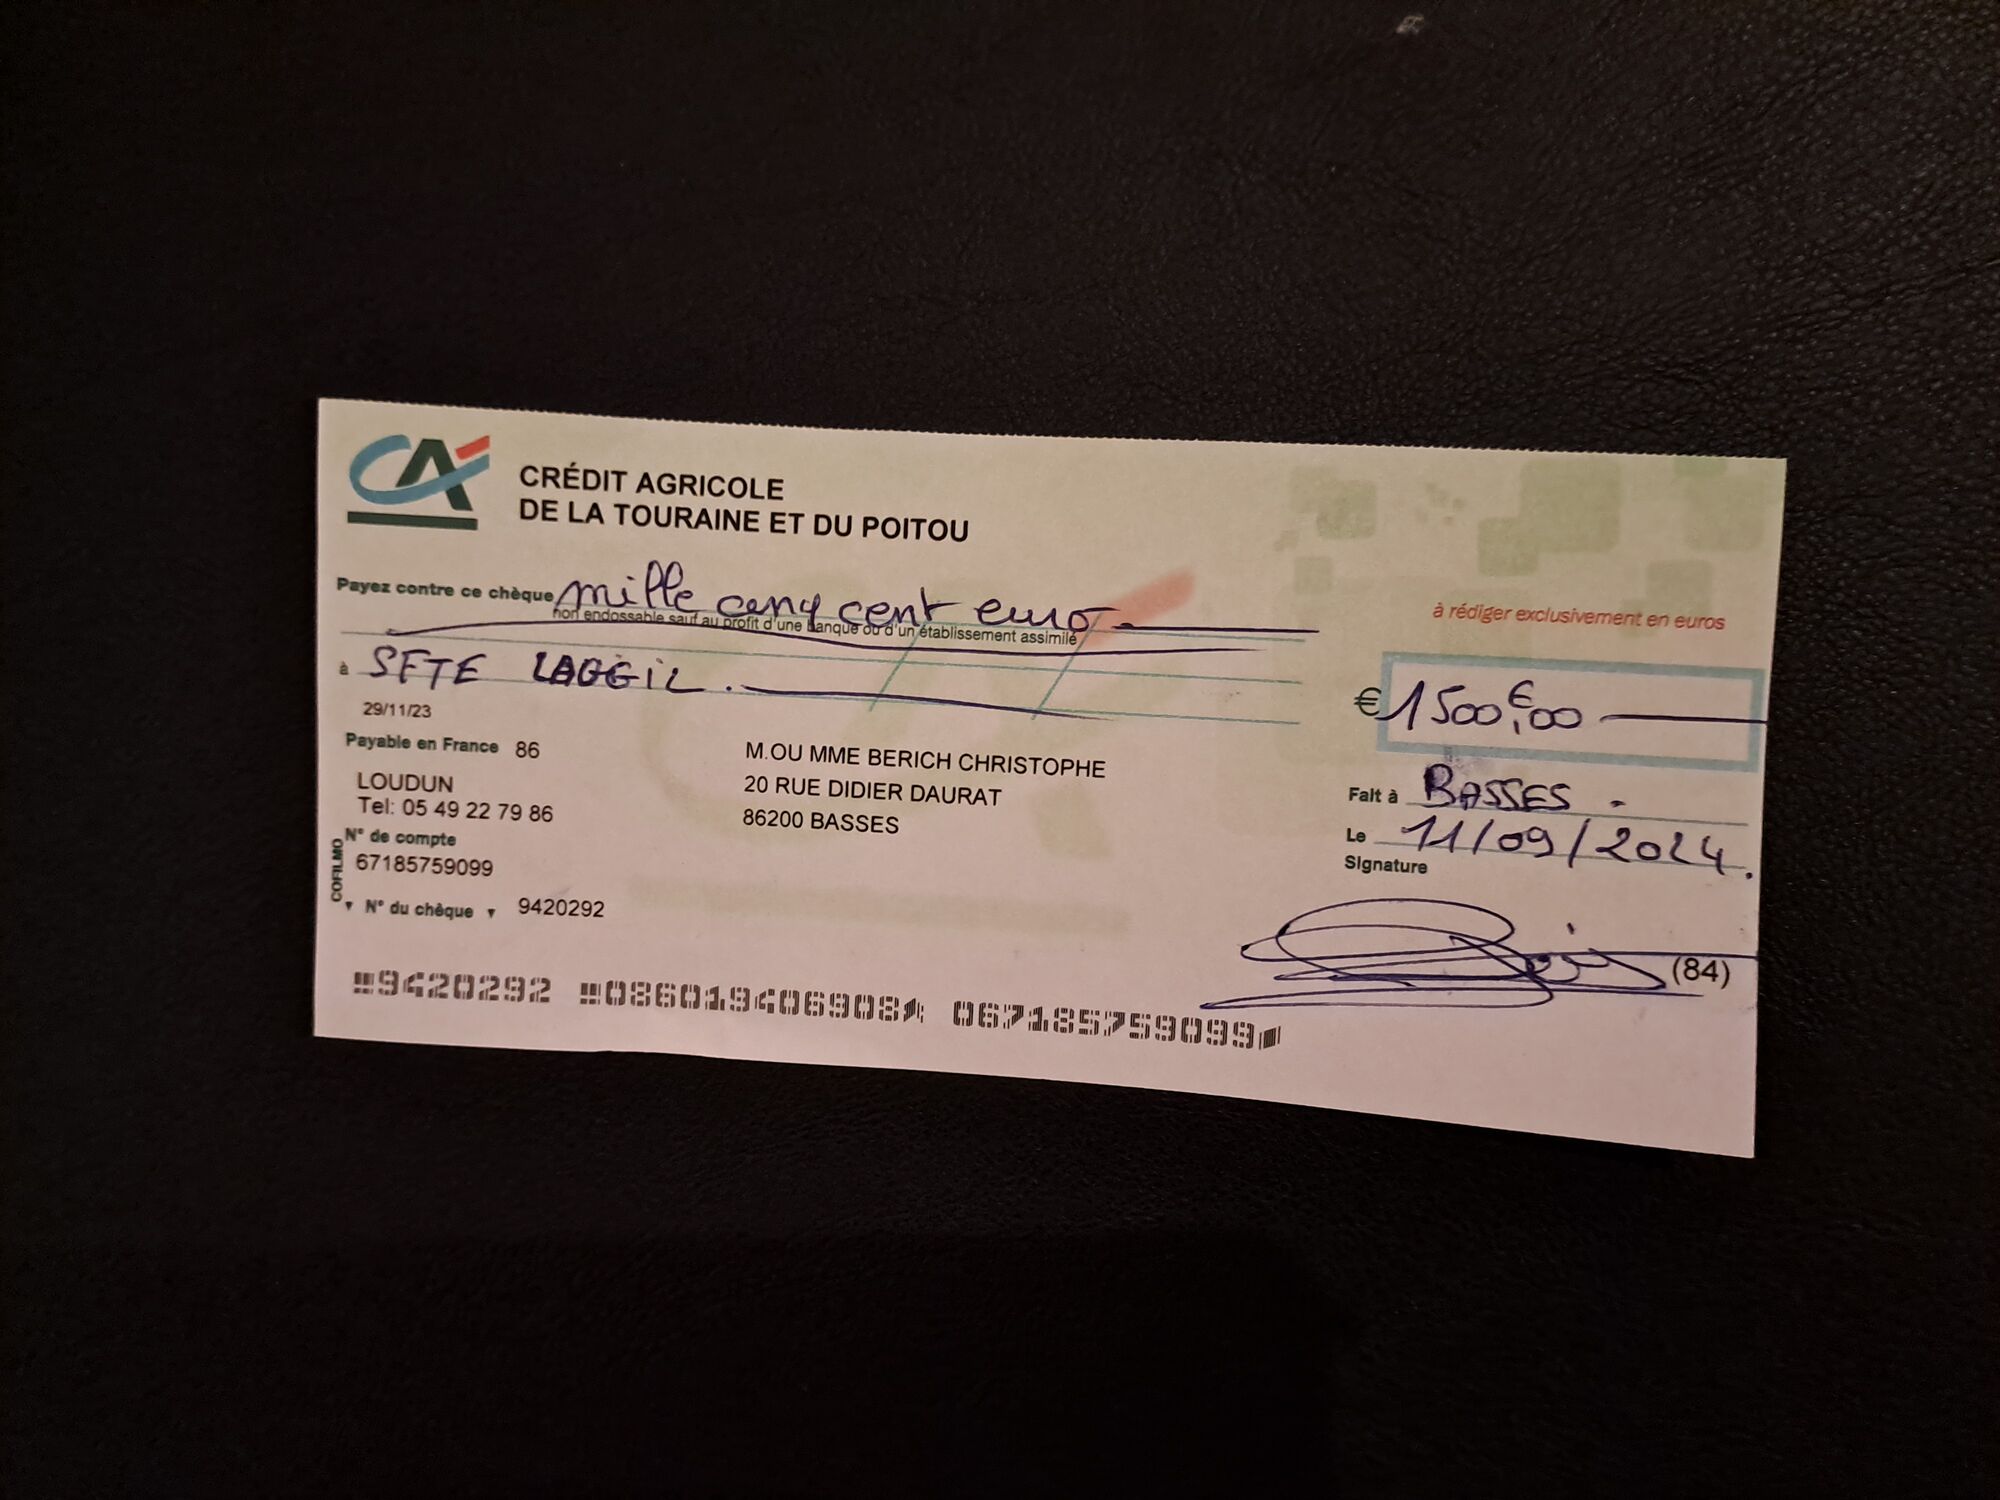 CA
CRÉDIT AGRICOLE
DE LA TOURAINE ET DU POITOU
Payez contre ce chèque mille cinq cent euro
non endossable sauf au profit d'une banque ou d'un établissement assimilé
à rédiger exclusivement en euros
à SETE LAGGIL.
€ 1500€,00
29/11/23
Payable en France 86
LOUDUN
Tel: 05 49 22 79 86
M.OU MME BERICH CHRISTOPHE
20 RUE DIDIER DAURAT
86200 BASSES
Fait à BASSES.
Le 11/09/2024.
Signature
N° de compte
67185759099
COFILMO
N° du chèque 9420292
(84)
9420292 086019406908 067185759099